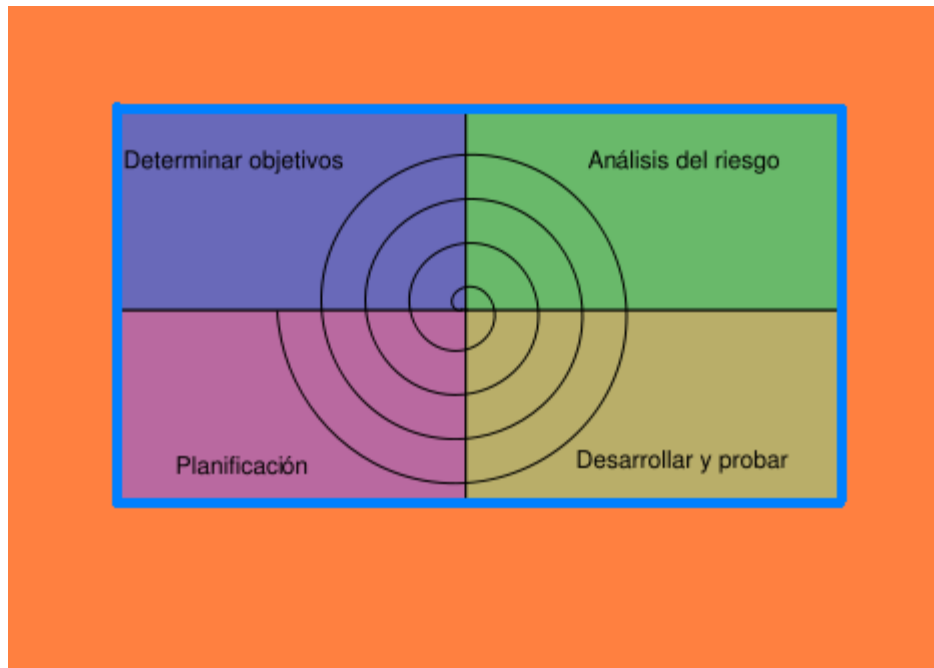 Determinar objetivos
Análisis del riesgo
Planificación
Desarrollar y probar